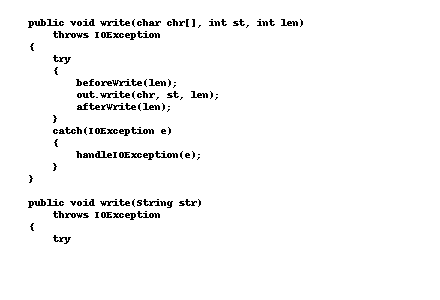 public void write(char chr[], int st, int len)
    throws IOException
{
    try
    {
        beforeWrite(len);
        out.write(chr, st, len);
        afterWrite(len);
    }
    catch(IOException e)
    {
        handleIOException(e);
    }
}

public void write(String str)
    throws IOException
{
    try